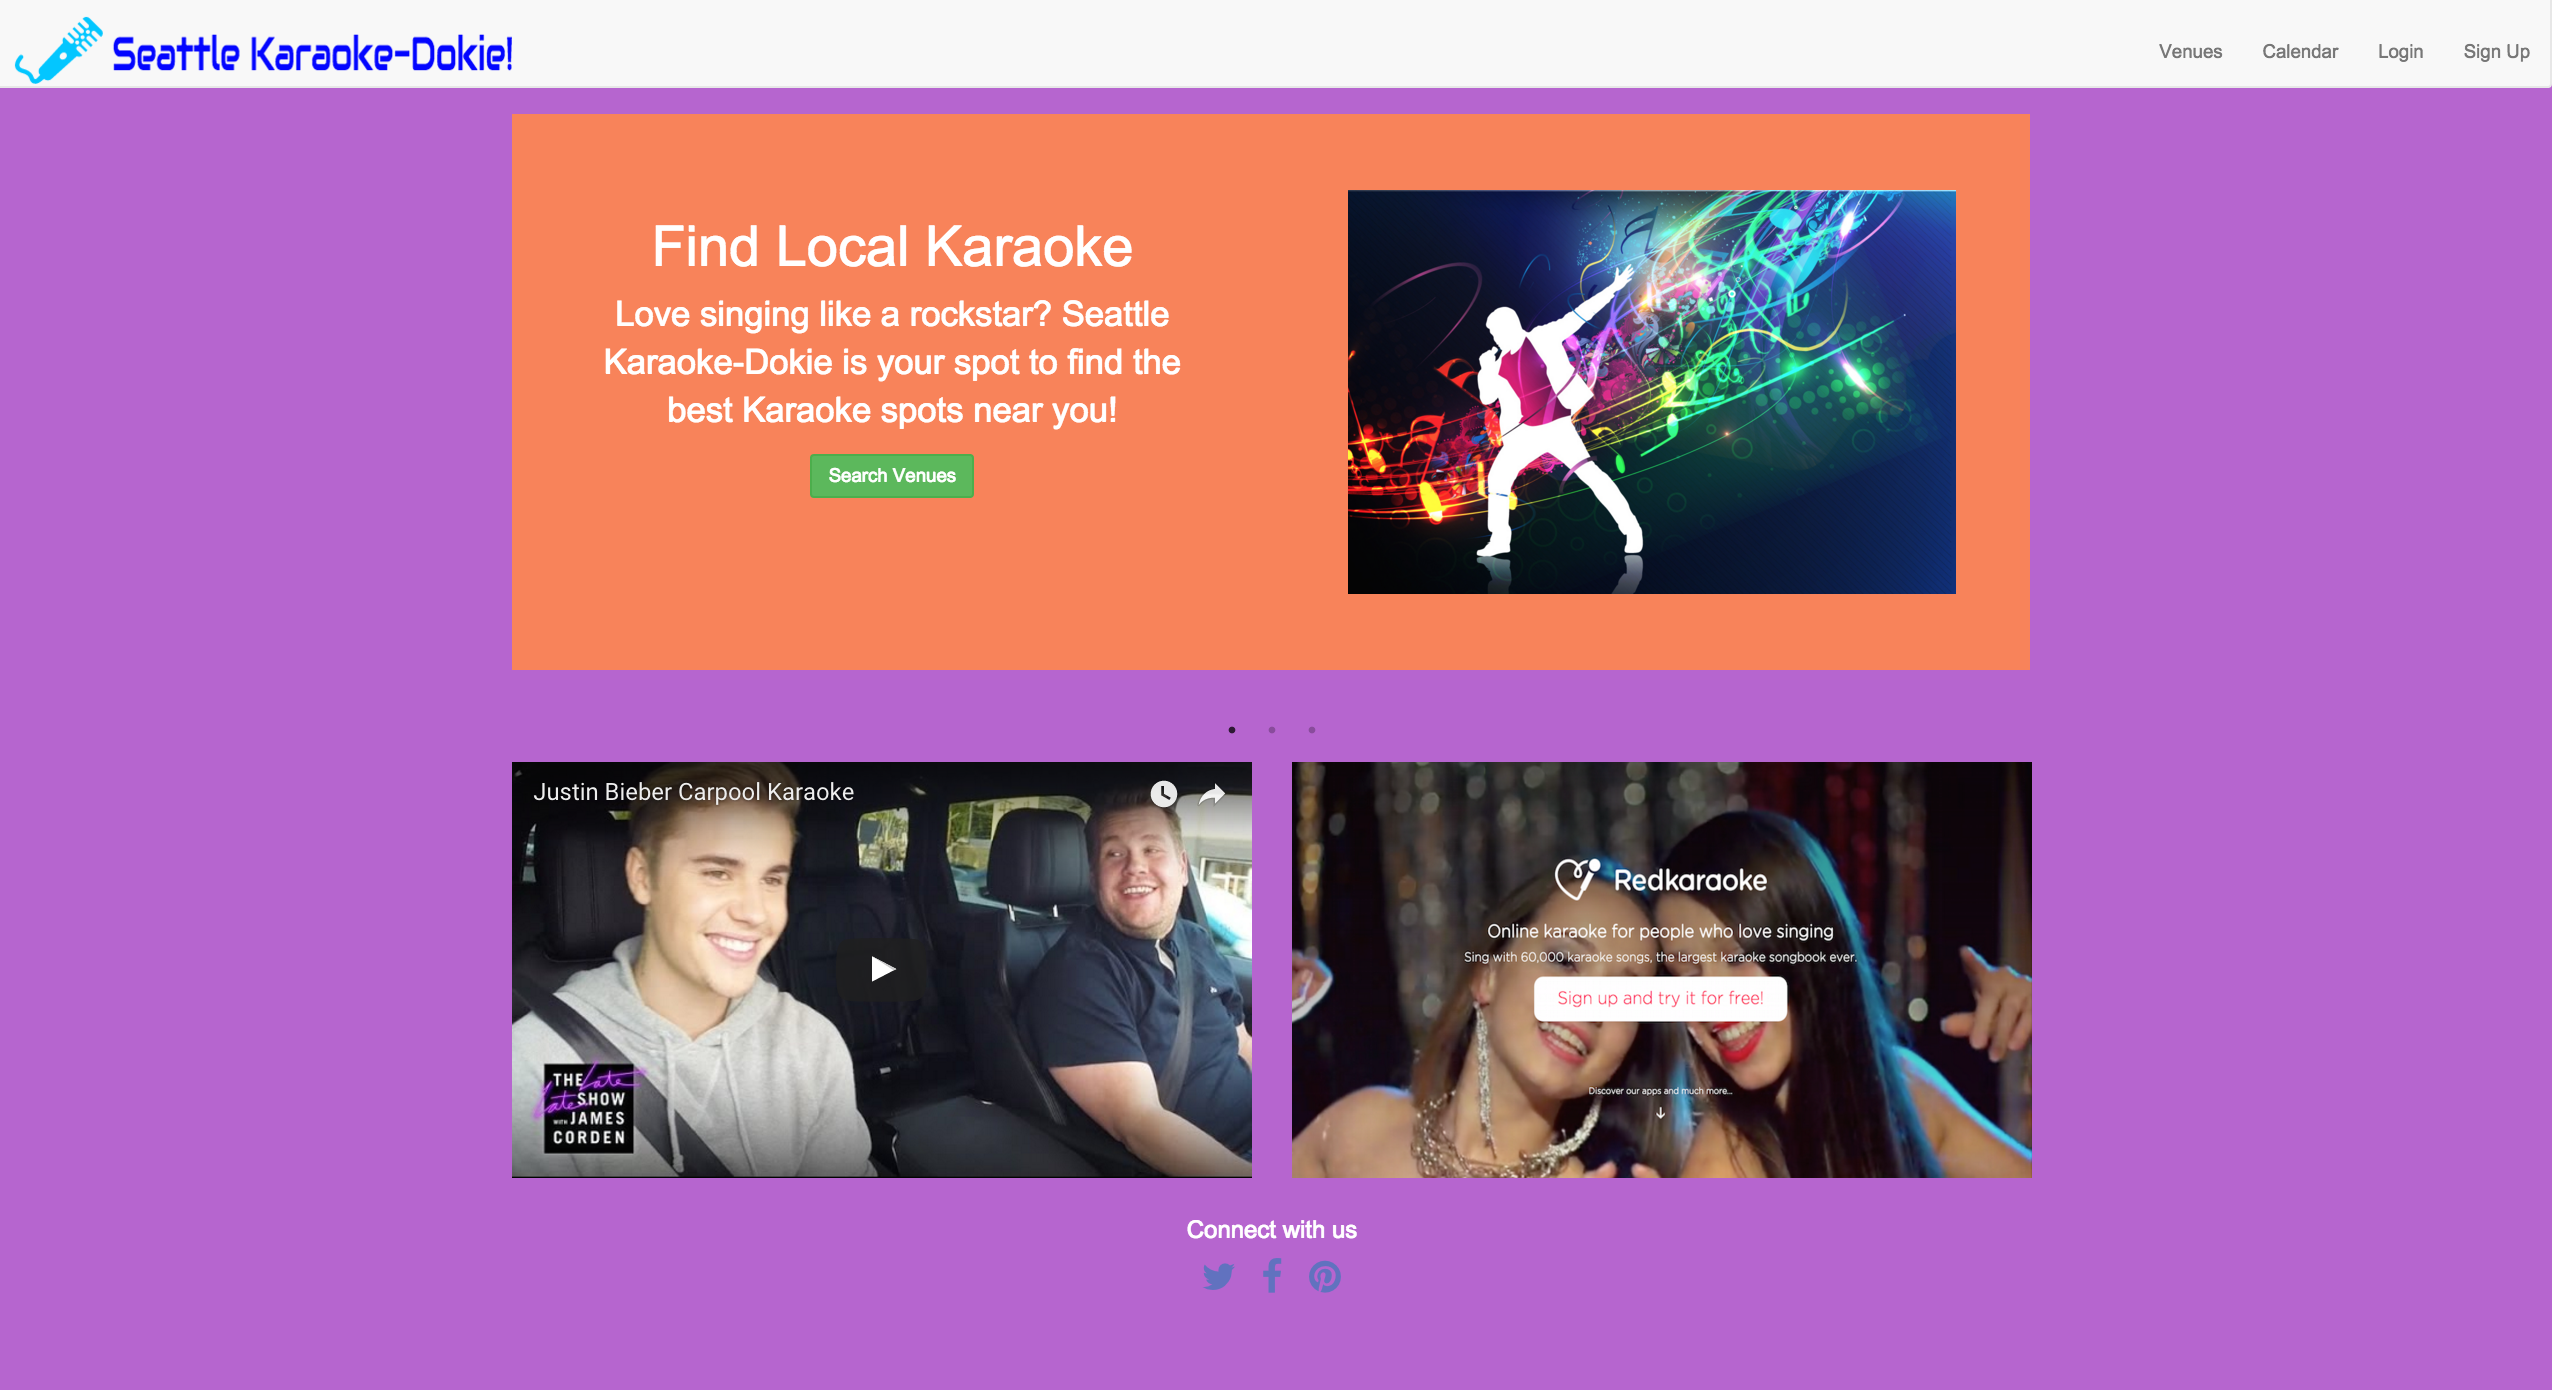 Seattle Karaoke-Dokie!
Venues
Calendar
Login
Sign Up
Find Local Karaoke
Love singing like a rockstar? Seattle
Karaoke-Dokie is your spot to find the
best Karaoke spots near you!
Search Venues
Justin Bieber Carpool Karaoke
THE Late
Late SHOW
WITH JAMES
CORDEN
Redkaraoke
Online karaoke for people who love singing
Sing with 60,000 karaoke songs, the largest karaoke songbook ever.
Sign up and try it for free!
Discover our apps and much more...
Connect with us